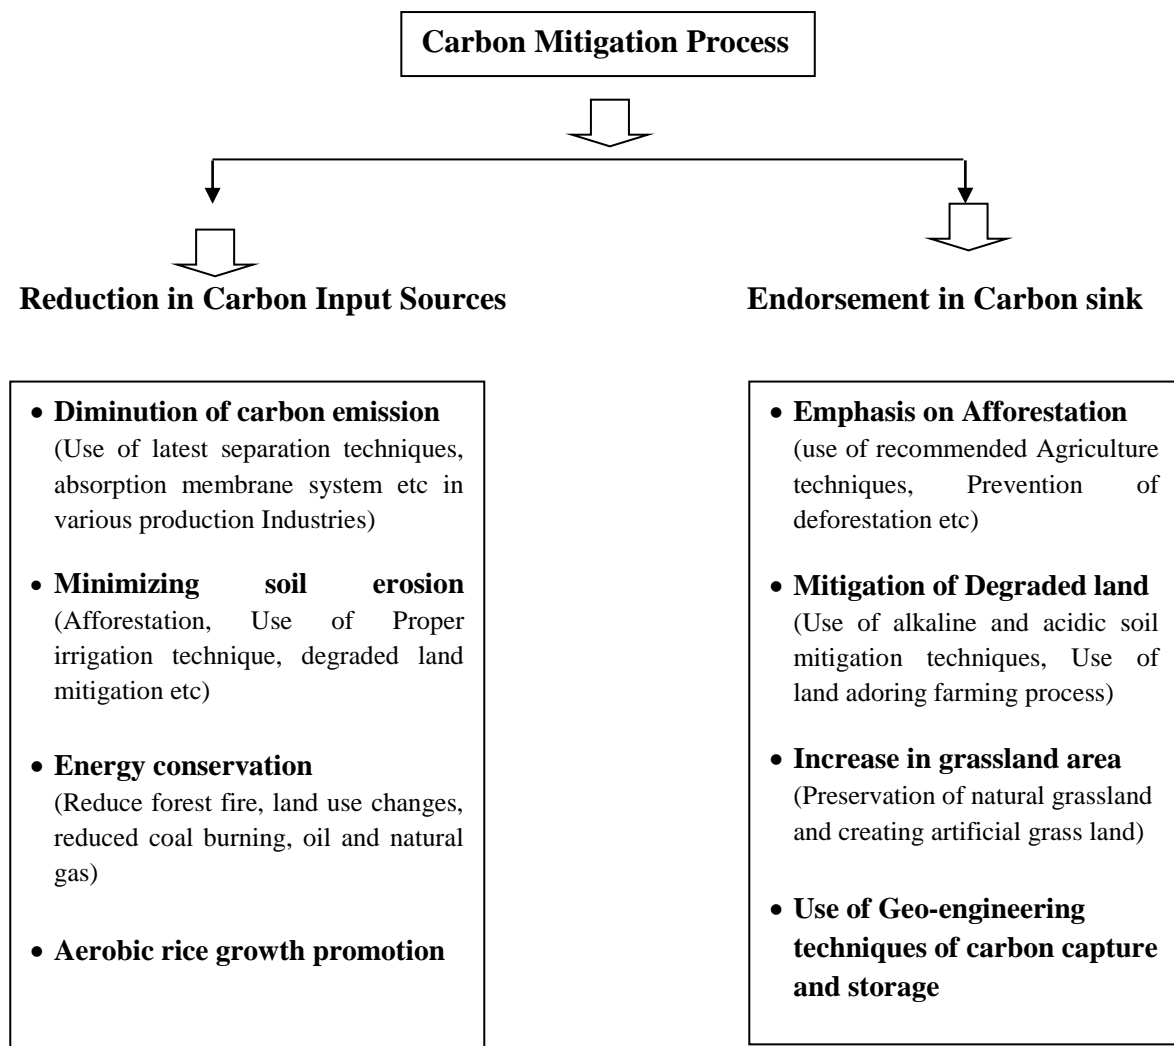 Carbon Mitigation Process
Reduction in Carbon Input Sources
Endorsement in Carbon sink
• Diminution of carbon emission
(Use of latest separation techniques,
absorption membrane system etc in
various production Industries)
• Minimizing soil erosion
(Afforestation, Use of Proper
irrigation technique, degraded land
mitigation etc)
• Energy conservation
(Reduce forest fire, land use changes,
reduced coal burning, oil and natural
gas)
• Aerobic rice growth promotion
• Emphasis on Afforestation
(use of recommended Agriculture
techniques, Prevention of
deforestation etc)
• Mitigation of Degraded land
(Use of alkaline and acidic soil
mitigation techniques, Use of
land adoring farming process)
• Increase in grassland area
(Preservation of natural grassland
and creating artificial grass land)
• Use of Geo-engineering
techniques of carbon capture
and storage